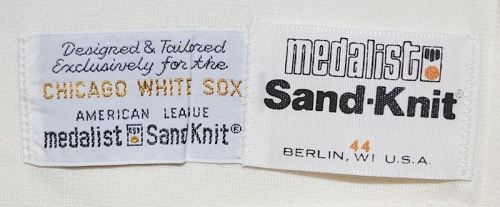 Designed & Tailored
Exclusively for the
CHICAGO WHITE SOX
AMERICAN LEAGUE
medalist Sand Knit®
medalist
Sand-Knit®
44
BERLIN, WI U.S.A.